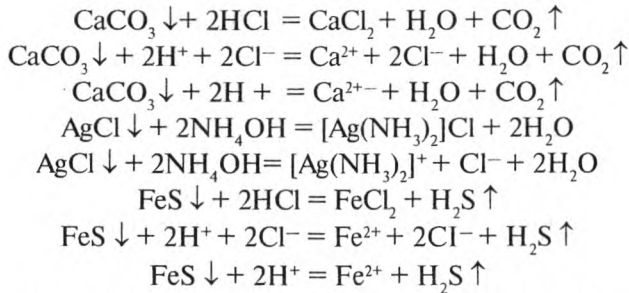 CaCO₃↓ + 2HCl = CaCl₂ + H₂O + CO₂↑
CaCO₃↓ + 2H⁺ + 2Cl⁻ = Ca²⁺ + 2Cl⁻ + H₂O + CO₂↑
CaCO₃↓ + 2H + = Ca²⁺⁻ + H₂O + CO₂↑
AgCl ↓ + 2NH₄OH = [Ag(NH₃)₂]Cl + 2H₂O
AgCl ↓ + 2NH₄OH= [Ag(NH₃)₂]⁺ + Cl⁻ + 2H₂O
FeS ↓ + 2HCl = FeCl₂ + H₂S ↑
FeS ↓ + 2H⁺ + 2Cl⁻ = Fe²⁺ + 2Cl⁻ + H₂S ↑
FeS ↓ + 2H⁺ = Fe²⁺ + H₂S ↑